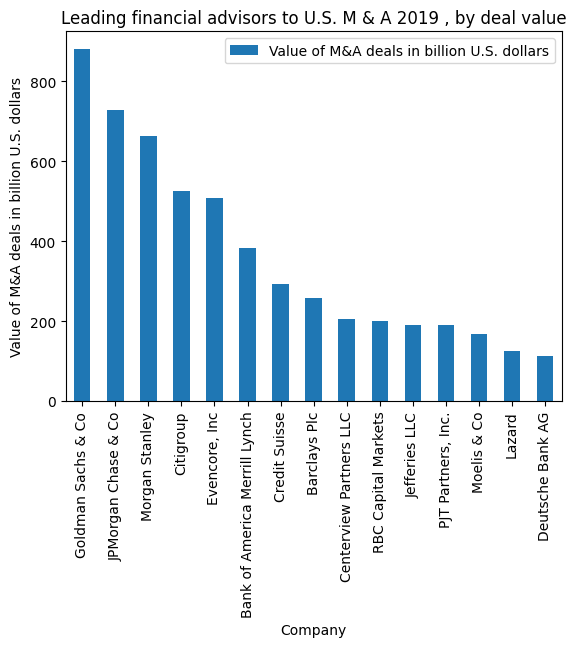 Leading financial advisors to U.S. M & A 2019 , by deal value
Value of M&A deals in billion U.S. dollars
Value of M&A deals in billion U.S. dollars
800
600
400
200
0
Goldman Sachs & Co
JPMorgan Chase & Co
Morgan Stanley
Citigroup
Evencore, Inc
Bank of America Merrill Lynch
Credit Suisse
Barclays Plc
Centerview Partners LLC
RBC Capital Markets
Jefferies LLC
PJT Partners, Inc.
Moelis & Co
Lazard
Deutsche Bank AG
Company